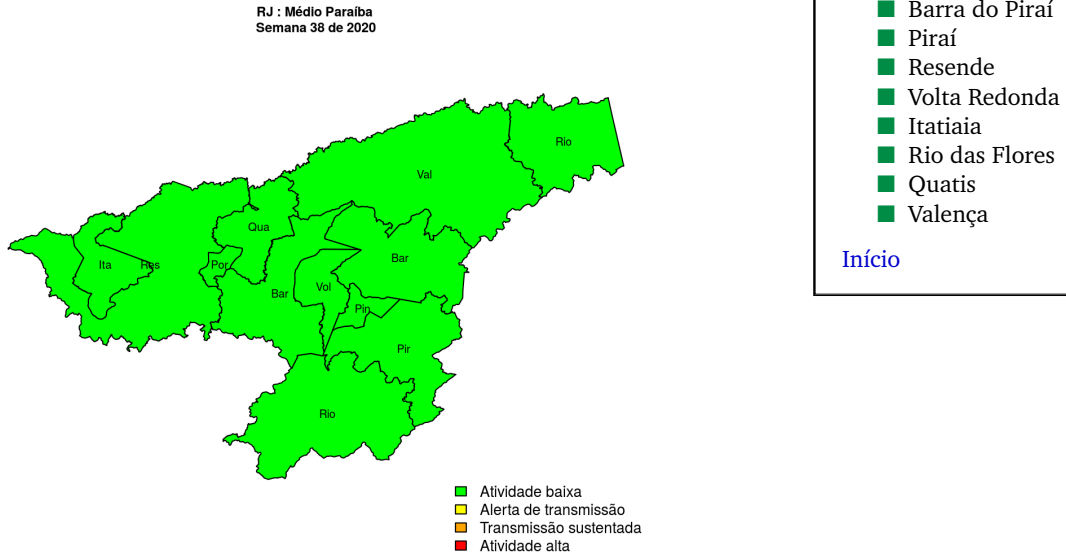 RJ : Médio Paraíba
Semana 38 de 2020
Rio
Val
Qua
Ita
Res
Por
Bar
Bar
Vol
Pin
Pir
Rio
Atividade baixa
Alerta de transmissão
Transmissão sustentada
Atividade alta
Barra do Piraí
Piraí
Resende
Volta Redonda
Itatiaia
Rio das Flores
Quatis
Valença
Início